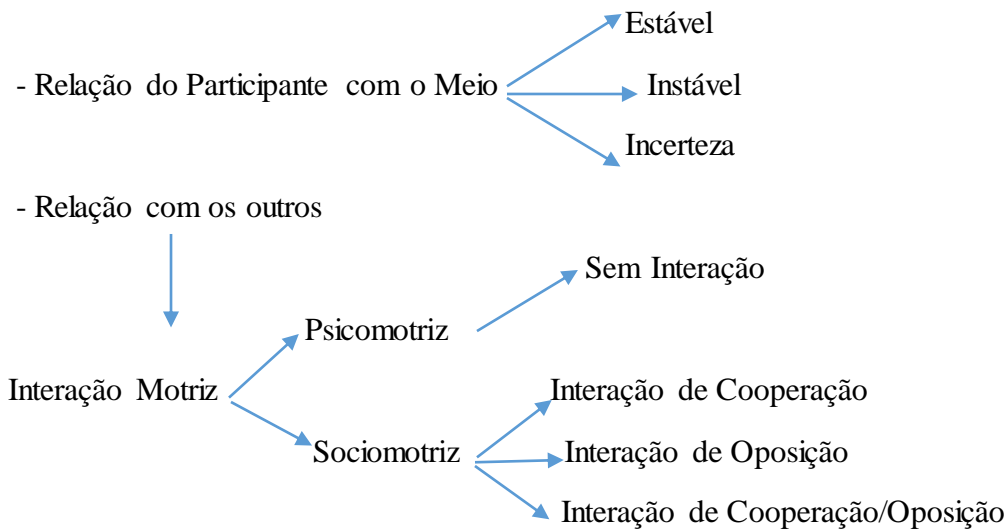 Estável
- Relação do Participante com o Meio
Instável
Incerteza
- Relação com os outros
Sem Interação
Psicomotriz
Interação Motriz
Interação de Cooperação
Sociomotriz
Interação de Oposição
Interação de Cooperação/Oposição